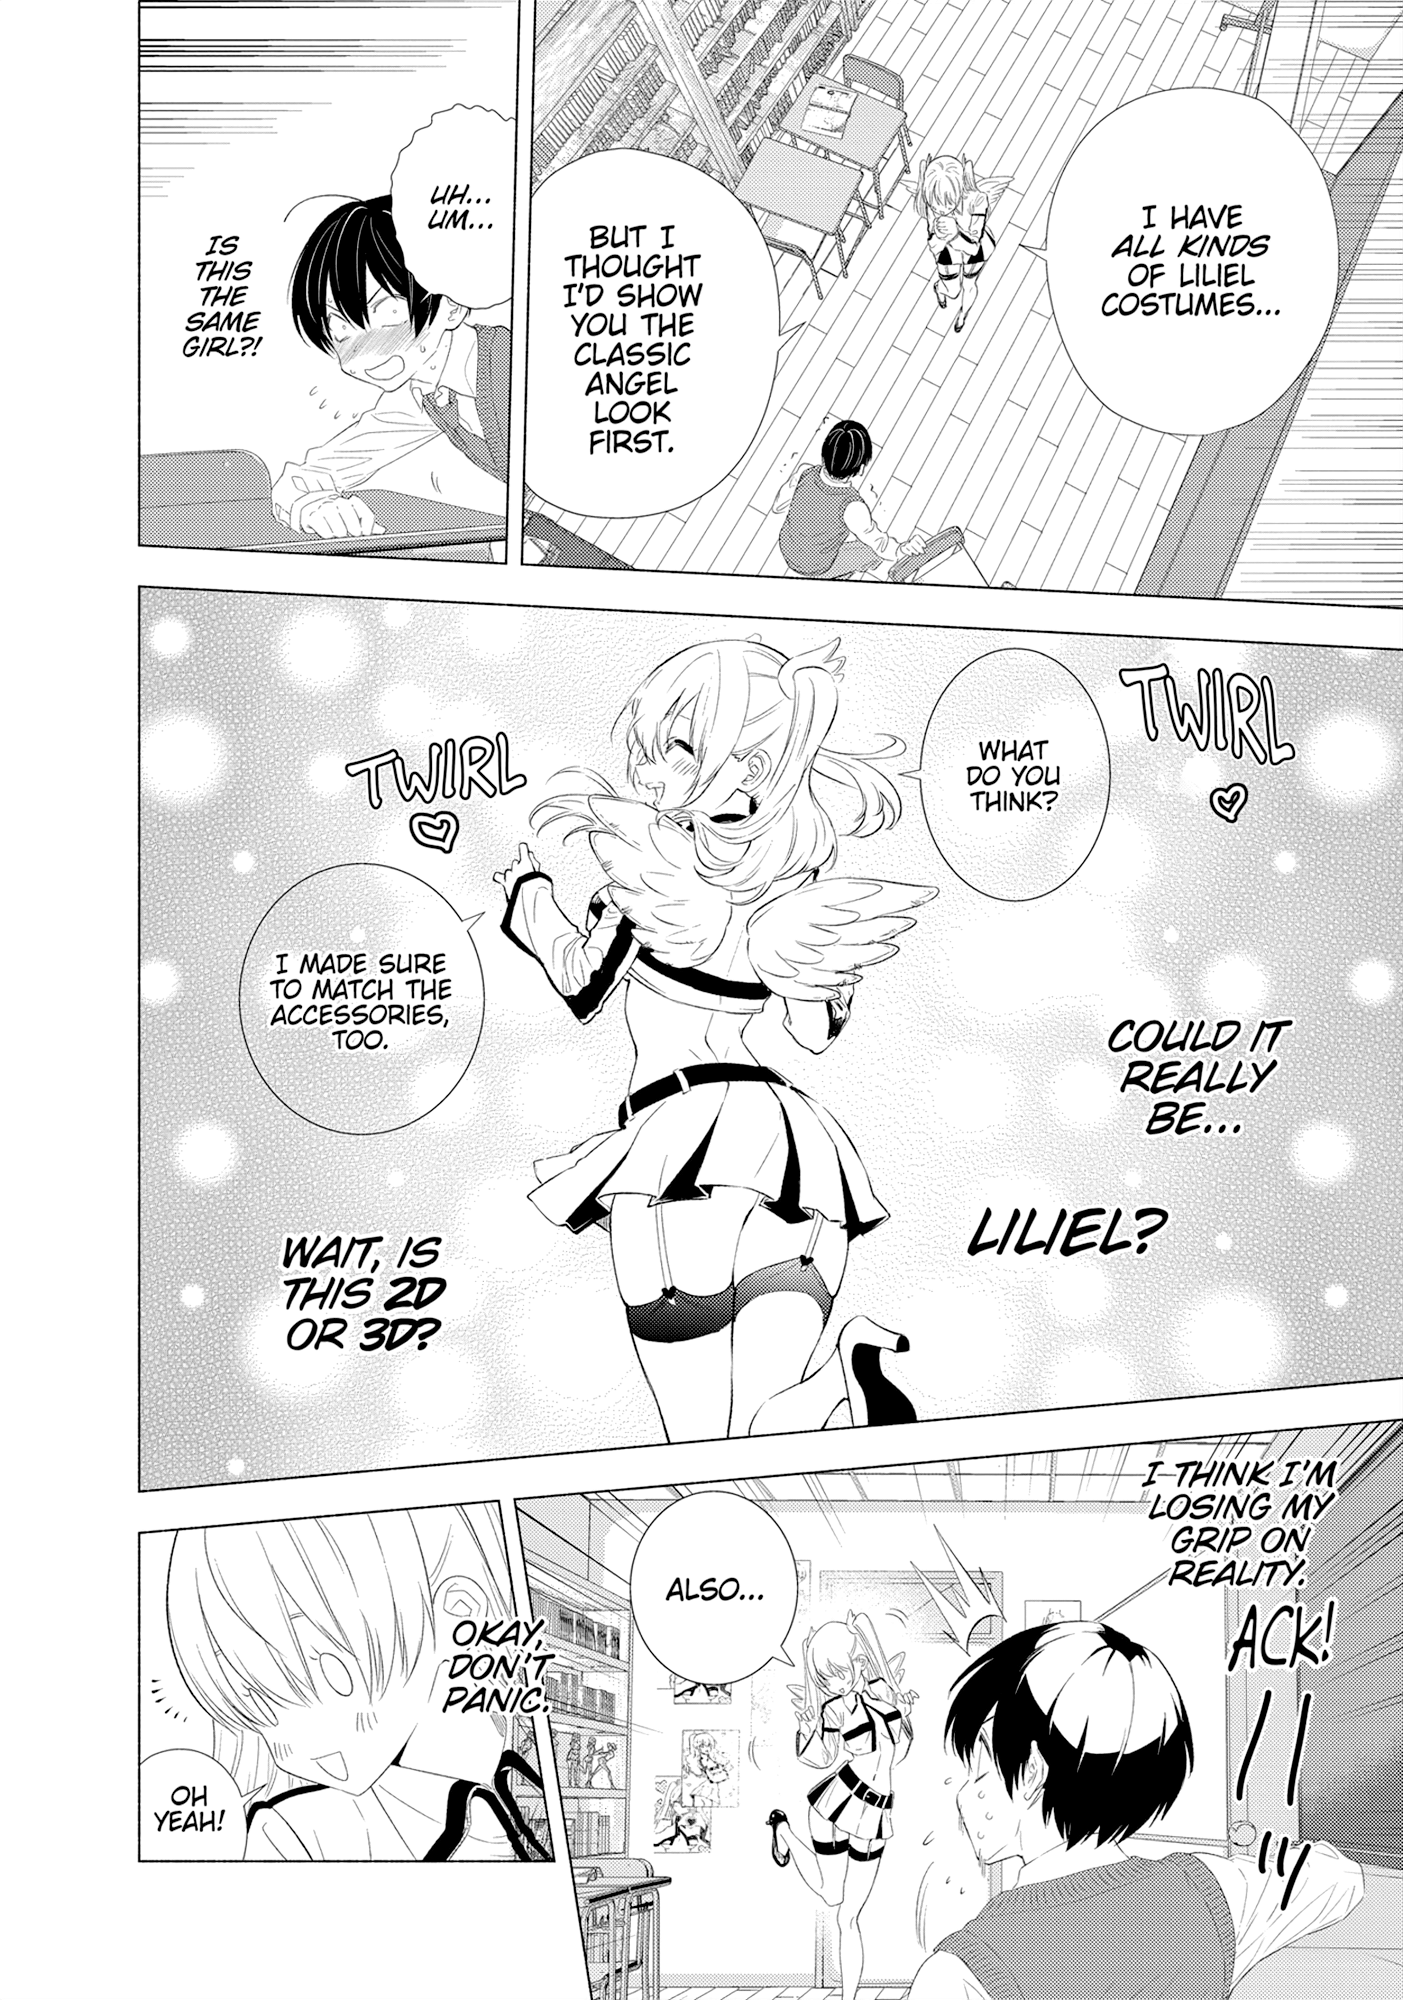 I HAVE
ALL KINDS
OF LILIEL
COSTUMES...
BUT I
THOUGHT
I'D SHOW
YOU THE
CLASSIC
ANGEL
LOOK
FIRST.
UH...
UM...
IS
THIS
THE
SAME
GIRL?!
TWIRL
WHAT
DO YOU
THINK?
TWIRL
I MADE SURE
TO MATCH THE
ACCESSORIES,
TOO.
COULD IT
REALLY
BE...
LILIEL?
WAIT, IS
THIS 2D
OR 3D?
I THINK I'M
LOSING MY
GRIP ON
REALITY.
ACK!
ALSO...
OKAY,
DON'T
PANIC.
OH
YEAH!